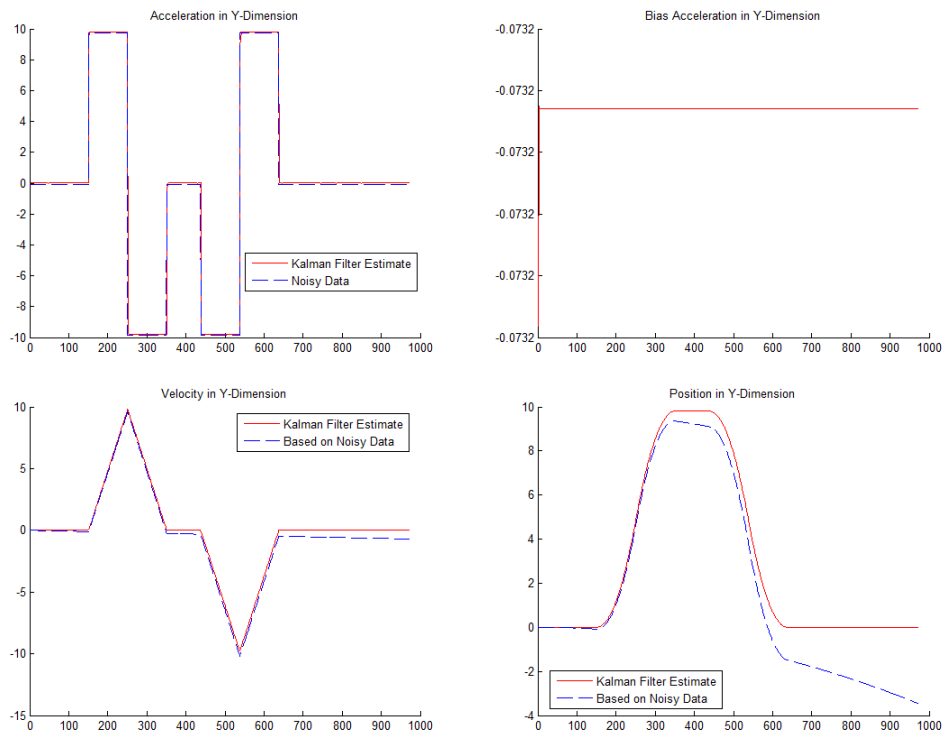 Acceleration in Y-Dimension
10
8
6
4
2
0
-2
-4
-6
-8
-10
Kalman Filter Estimate
Noisy Data
0 100 200 300 400 500 600 700 800 900 1000
Bias Acceleration in Y-Dimension
-0.0732
-0.0732
-0.0732
-0.0732
-0.0732
-0.0732
0 100 200 300 400 500 600 700 800 900 1000
Velocity in Y-Dimension
10
5
0
-5
-10
-15
Kalman Filter Estimate
Based on Noisy Data
0 100 200 300 400 500 600 700 800 900 1000
Position in Y-Dimension
10
8
6
4
2
0
-2
-4
Kalman Filter Estimate
Based on Noisy Data
0 100 200 300 400 500 600 700 800 900 1000